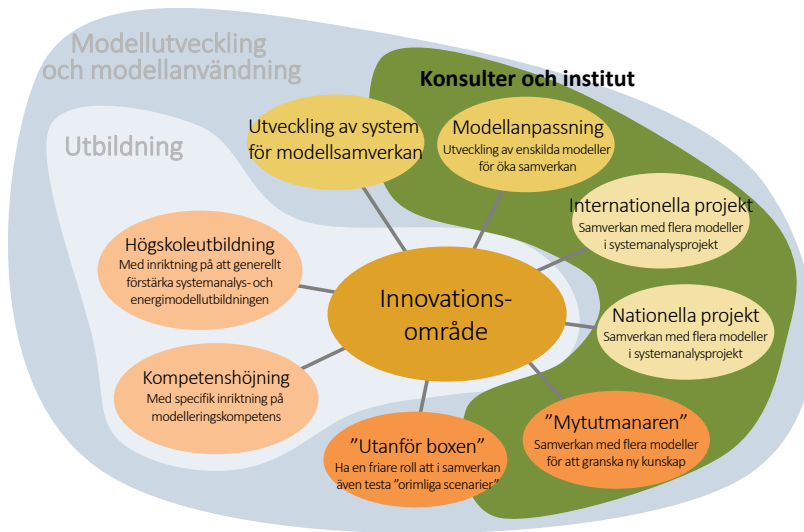 Modellutveckling
och modellanvändning
Konsulter och institut
Utbildning
Utveckling av system
för modellsamverkan
Modellanpassning
Utveckling av enskilda modeller
för öka samverkan
Internationella projekt
Samverkan med flera modeller
i systemanalysprojekt
Högskoleutbildning
Med inriktning på att generellt
förstärka systemanalys- och
energimodellutbildningen
Innovations-
område
Nationella projekt
Samverkan med flera modeller
i systemanalysprojekt
Kompetenshöjning
Med specifik inriktning på
modelleringskompetens
”Utanför boxen”
Ha en friare roll att i samverkan
även testa ”orimliga scenarier”
”Mytutmanaren”
Samverkan med flera modeller
för att granska ny kunskap